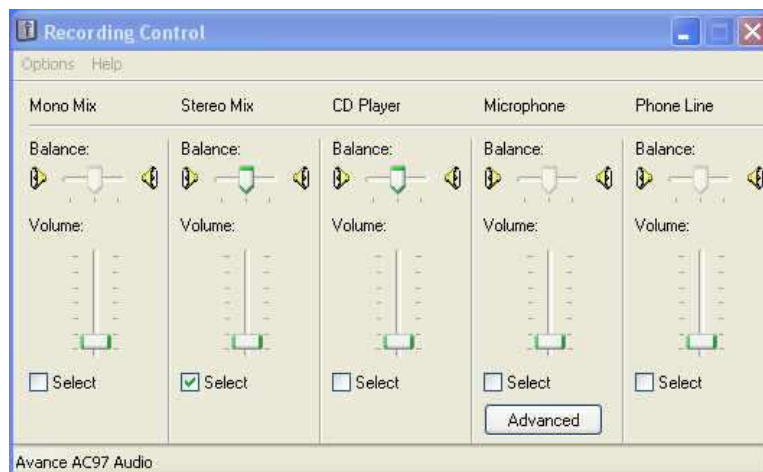 Recording Control
Options Help
Mono Mix Stereo Mix CD Player Microphone Phone Line
Balance: Balance: Balance: Balance: Balance:
Volume: Volume: Volume: Volume: Volume:
Select Select Select Select Select
Advanced
Avance AC97 Audio